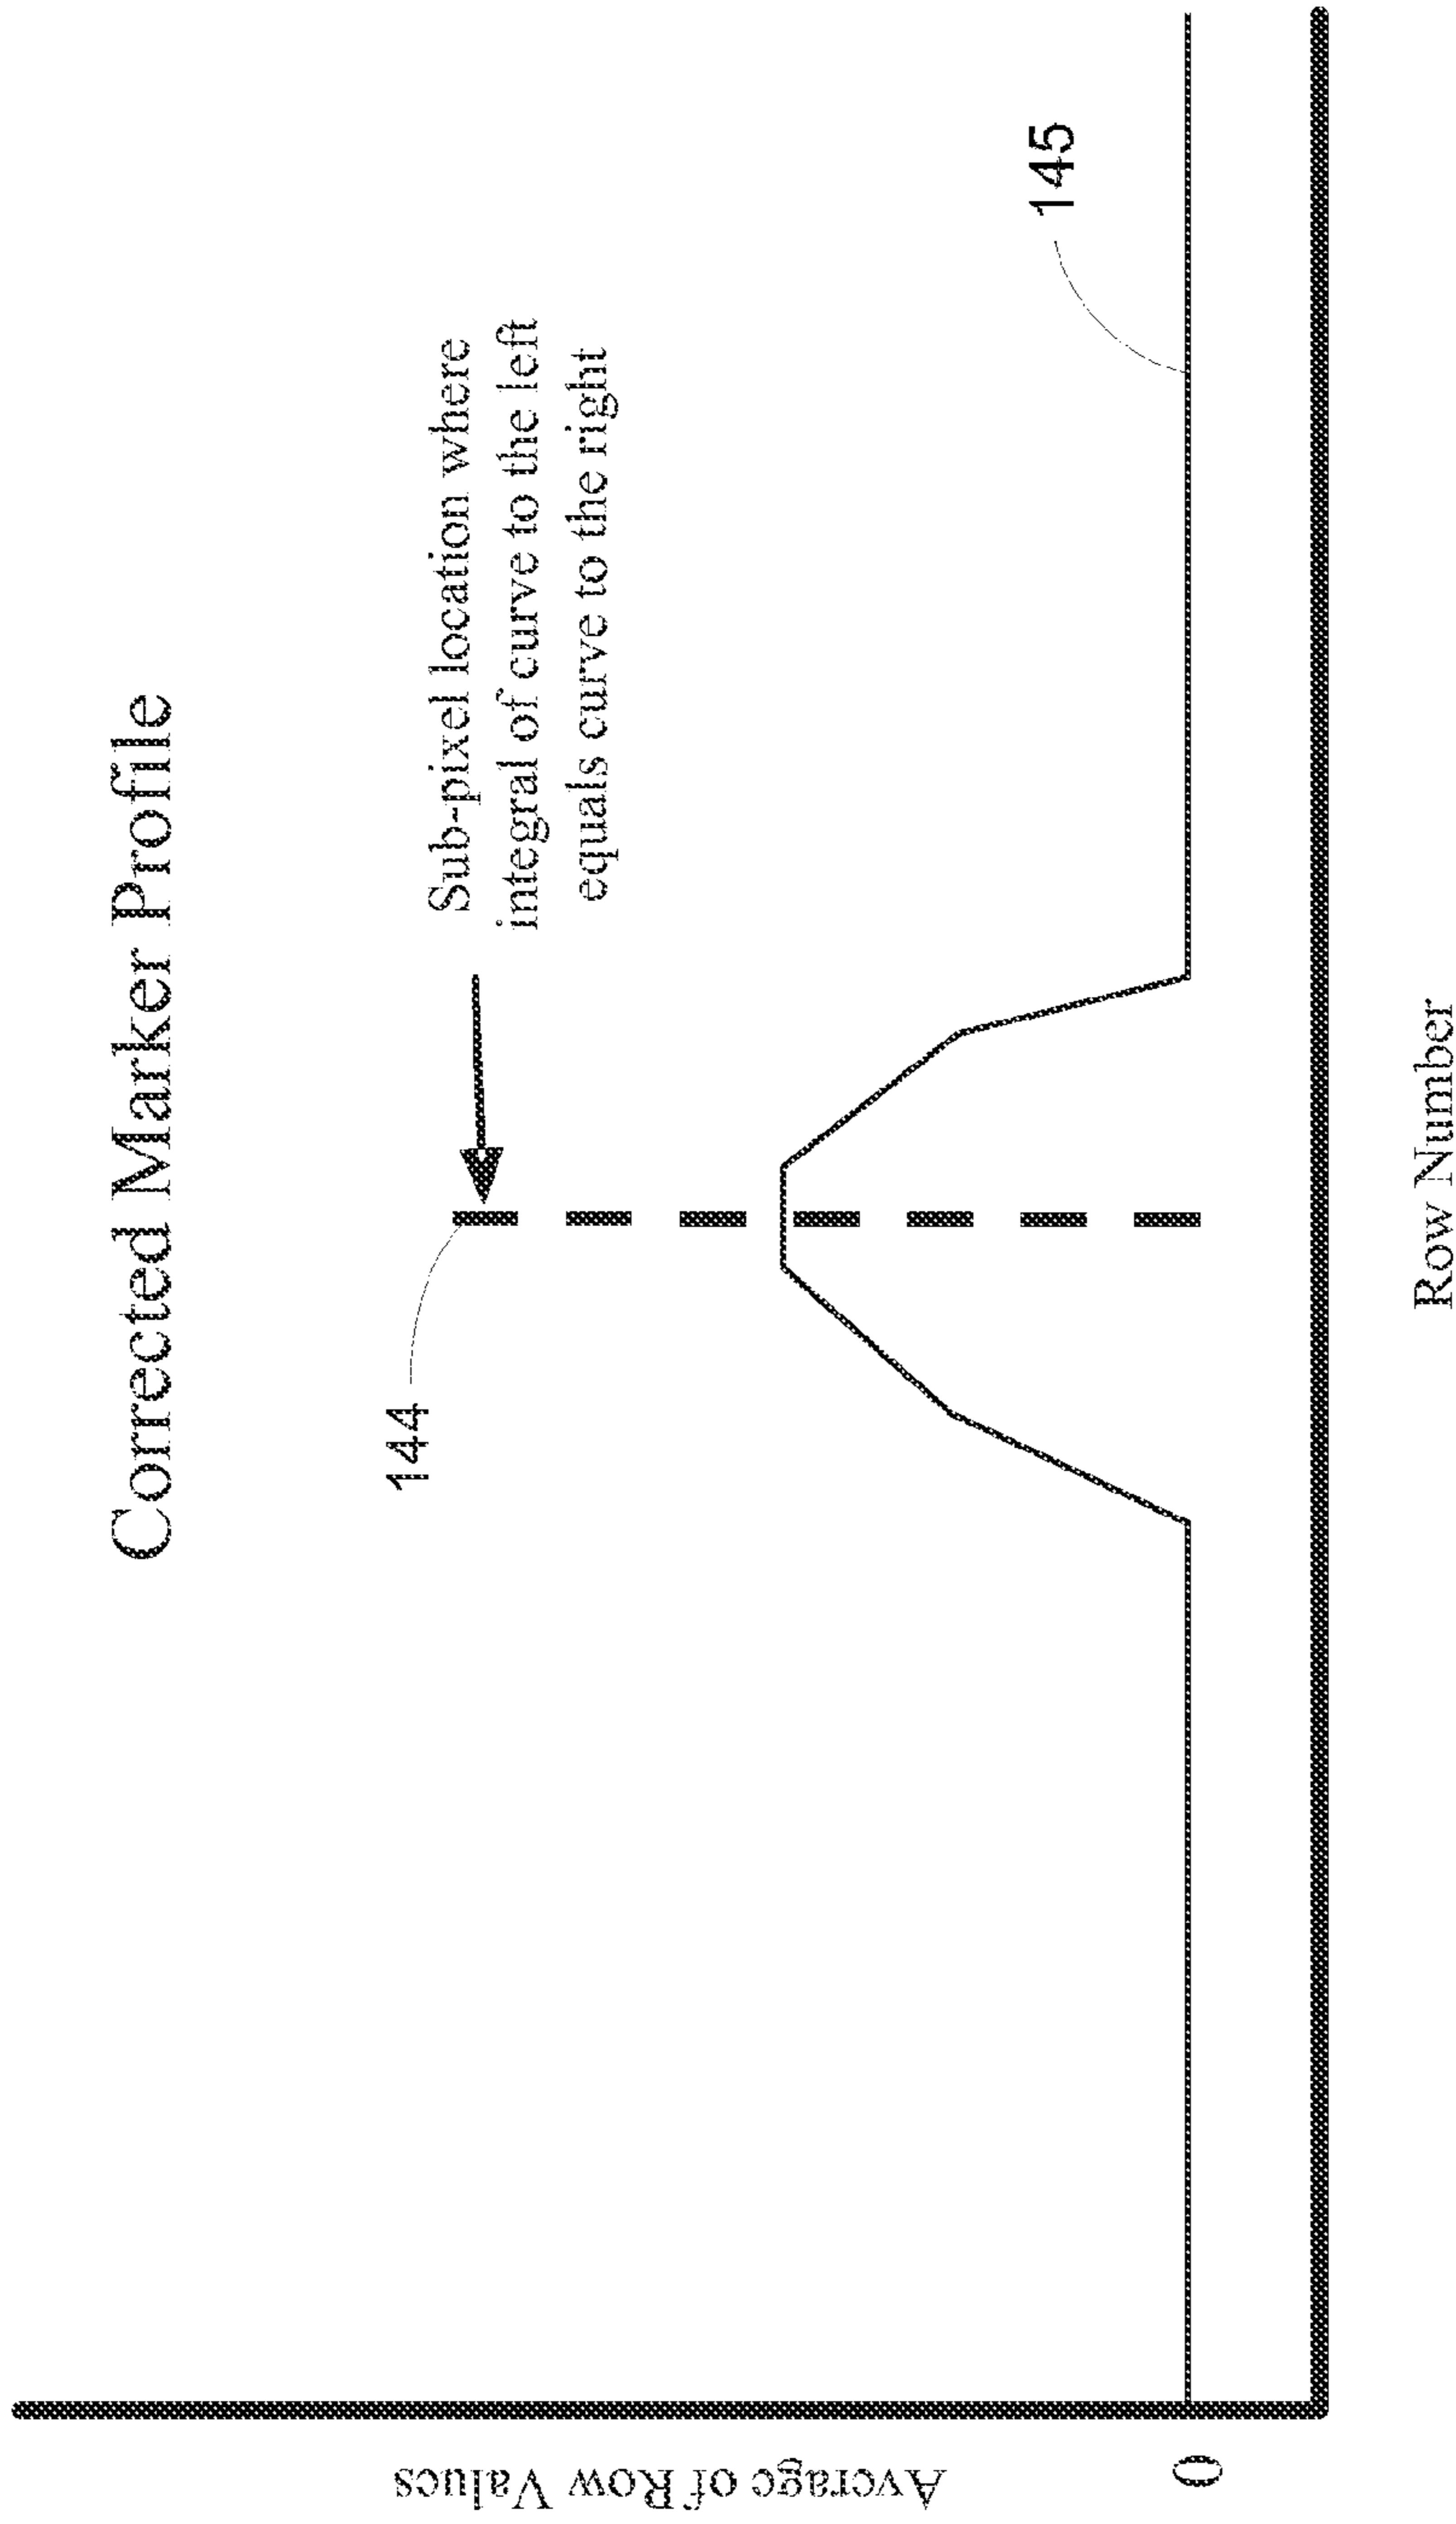 Corrected Marker Profile
144
Sub-pixel location where
integral of curve to the left
equals curve to the right
145
Average of Row Values
0
Row Number